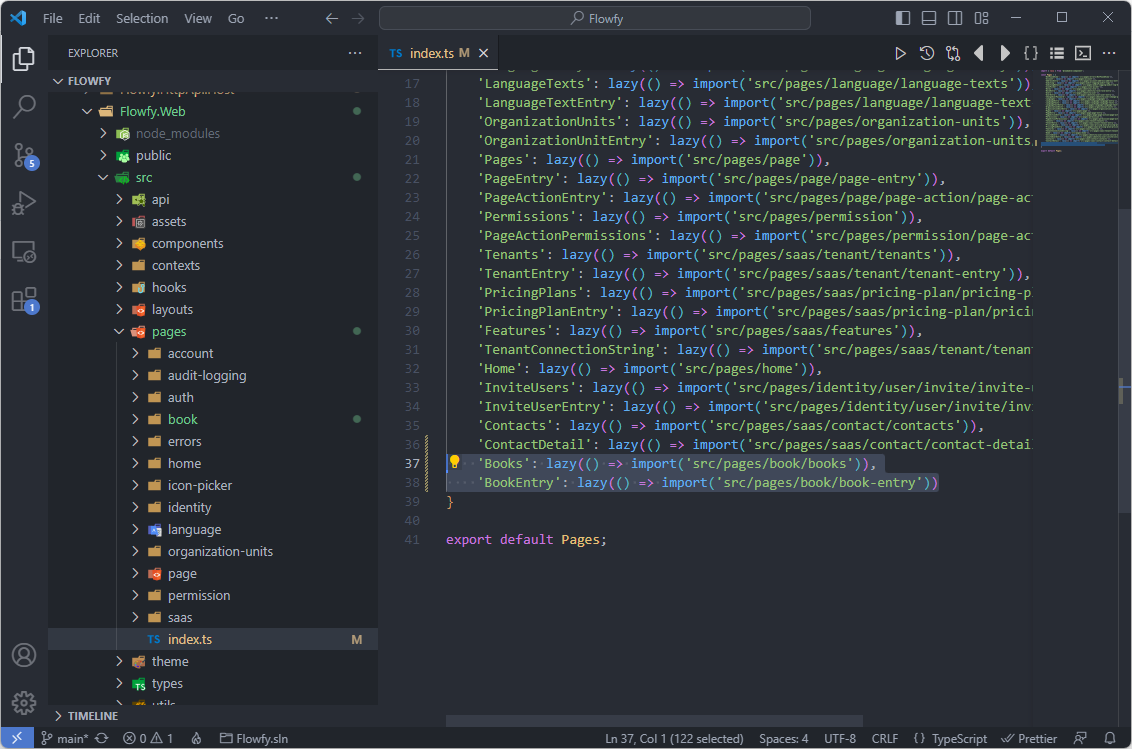 File Edit Selection View Go ··· Flowfy
EXPLORER ···
TS index.ts M
FLOWFY
Flowfy.Web
node_modules
public
src
api
assets
components
contexts
hooks
layouts
pages
account
audit-logging
auth
book
errors
home
icon-picker
identity
language
organization-units
page
permission
saas
TS index.ts M
theme
types
utils
TIMELINE
5
1
17 'LanguageTexts': lazy(() => import('src/pages/language/language-texts'))
18 'LanguageTextEntry': lazy(() => import('src/pages/language/language-text
19 'OrganizationUnits': lazy(() => import('src/pages/organization-units')),
20 'OrganizationUnitEntry': lazy(() => import('src/pages/organization-units
21 'Pages': lazy(() => import('src/pages/page')),
22 'PageEntry': lazy(() => import('src/pages/page/page-entry')),
23 'PageActionEntry': lazy(() => import('src/pages/page/page-action/page-ac
24 'Permissions': lazy(() => import('src/pages/permission')),
25 'PageActionPermissions': lazy(() => import('src/pages/permission/page-ac
26 'Tenants': lazy(() => import('src/pages/saas/tenant/tenants')),
27 'TenantEntry': lazy(() => import('src/pages/saas/tenant/tenant-entry')),
28 'PricingPlans': lazy(() => import('src/pages/saas/pricing-plan/pricing-p
29 'PricingPlanEntry': lazy(() => import('src/pages/saas/pricing-plan/pricin
30 'Features': lazy(() => import('src/pages/saas/features')),
31 'TenantConnectionString': lazy(() => import('src/pages/saas/tenant/tenan
32 'Home': lazy(() => import('src/pages/home')),
33 'InviteUsers': lazy(() => import('src/pages/identity/user/invite/invite-
34 'InviteUserEntry': lazy(() => import('src/pages/identity/user/invite/inv
35 'Contacts': lazy(() => import('src/pages/saas/contact/contacts')),
36 'ContactDetail': lazy(() => import('src/pages/saas/contact/contact-detail
37 'Books': lazy(() => import('src/pages/book/books')),
38 'BookEntry': lazy(() => import('src/pages/book/book-entry'))
39 }
40
41 export default Pages;
main* 0 1 Flowfy.sln Ln 37, Col 1 (122 selected) Spaces: 4 UTF-8 CRLF {} TypeScript Prettier